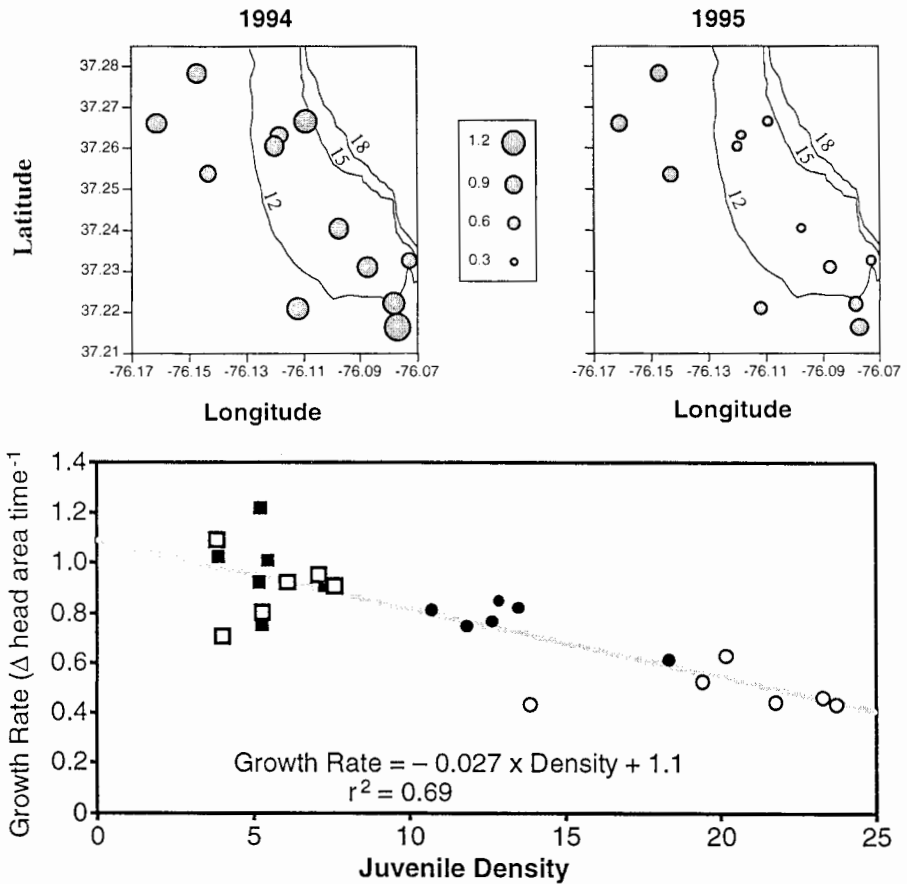 1994
1995
Latitude
37.28
37.27
37.26
37.25
37.24
37.23
37.22
37.21
12
15
18
-76.17 -76.15 -76.13 -76.11 -76.09 -76.07
Longitude
1.2
0.9
0.6
0.3
12
15
18
-76.17 -76.15 -76.13 -76.11 -76.09 -76.07
Longitude
Growth Rate (Δ head area time⁻¹
1.4
1.2
1.0
0.8
0.6
0.4
0.2
0
Growth Rate = – 0.027 x Density + 1.1
r² = 0.69
0 5 10 15 20 25
Juvenile Density